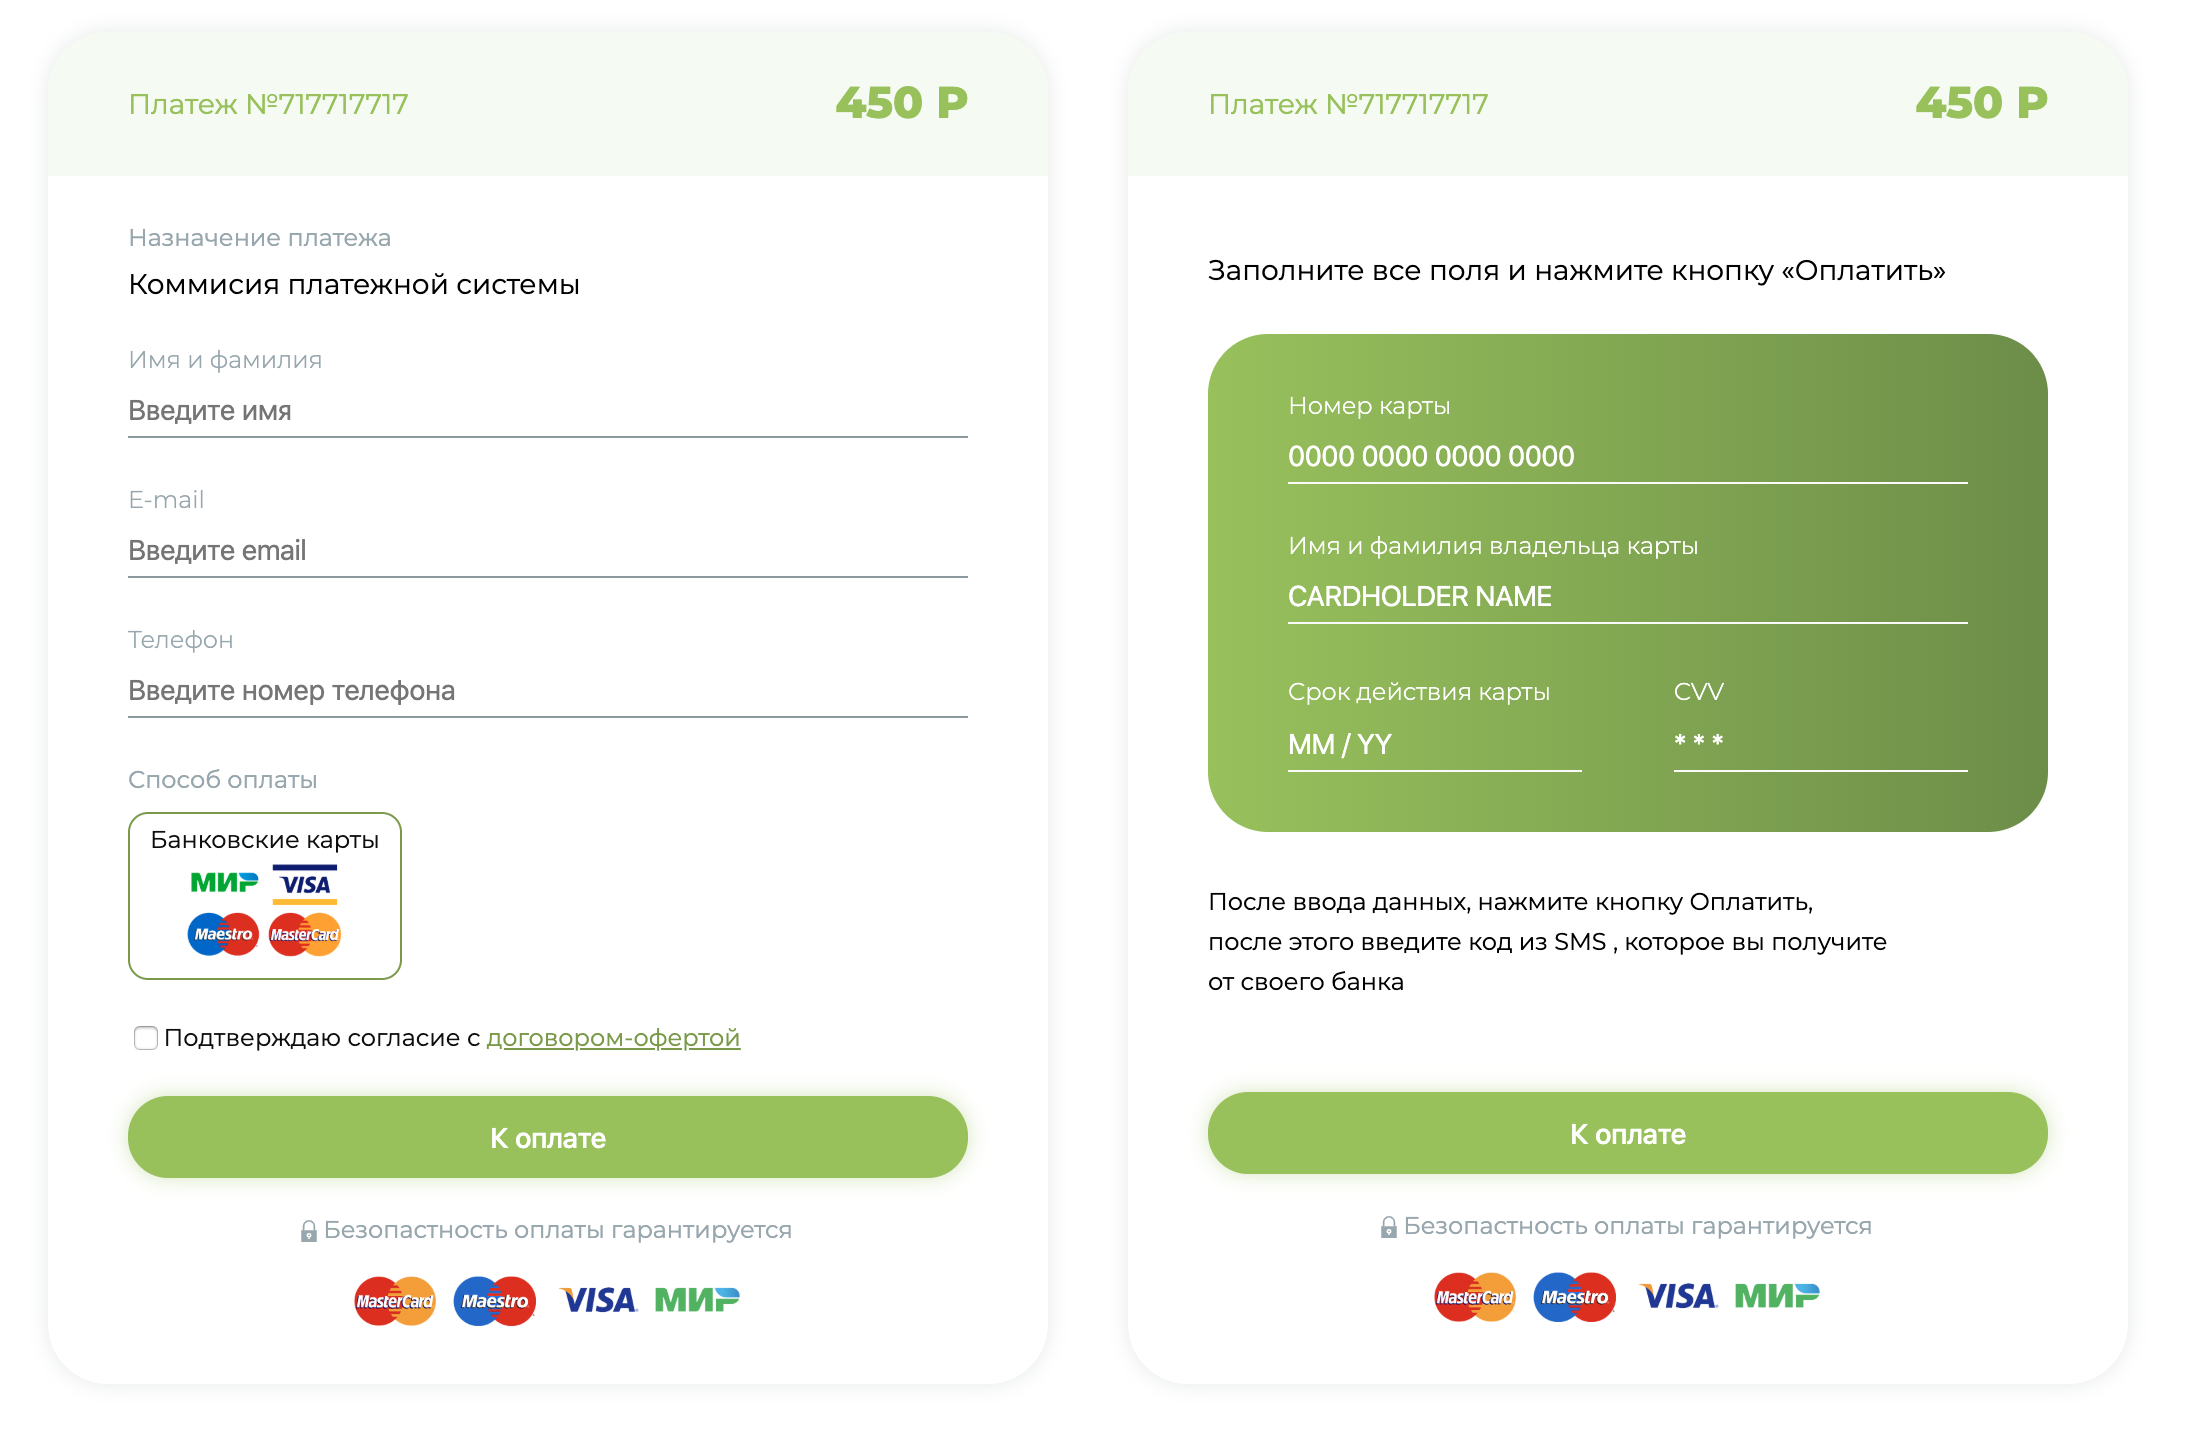 Платеж №717717717
450 Р
Назначение платежа
Коммисия платежной системы
Имя и фамилия
Введите имя
E-mail
Введите email
Телефон
Введите номер телефона
Способ оплаты
Банковские карты
МИР VISA
Maestro MasterCard
Подтверждаю согласие с договором-офертой
К оплате
Безопастность оплаты гарантируется
MasterCard Maestro VISA МИР
Платеж №717717717
450 Р
Заполните все поля и нажмите кнопку «Оплатить»
Номер карты
0000 0000 0000 0000
Имя и фамилия владельца карты
CARDHOLDER NAME
Срок действия карты
CVV
MM / YY
* * *
После ввода данных, нажмите кнопку Оплатить,
после этого введите код из SMS , которое вы получите
от своего банка
К оплате
Безопастность оплаты гарантируется
MasterCard Maestro VISA МИР